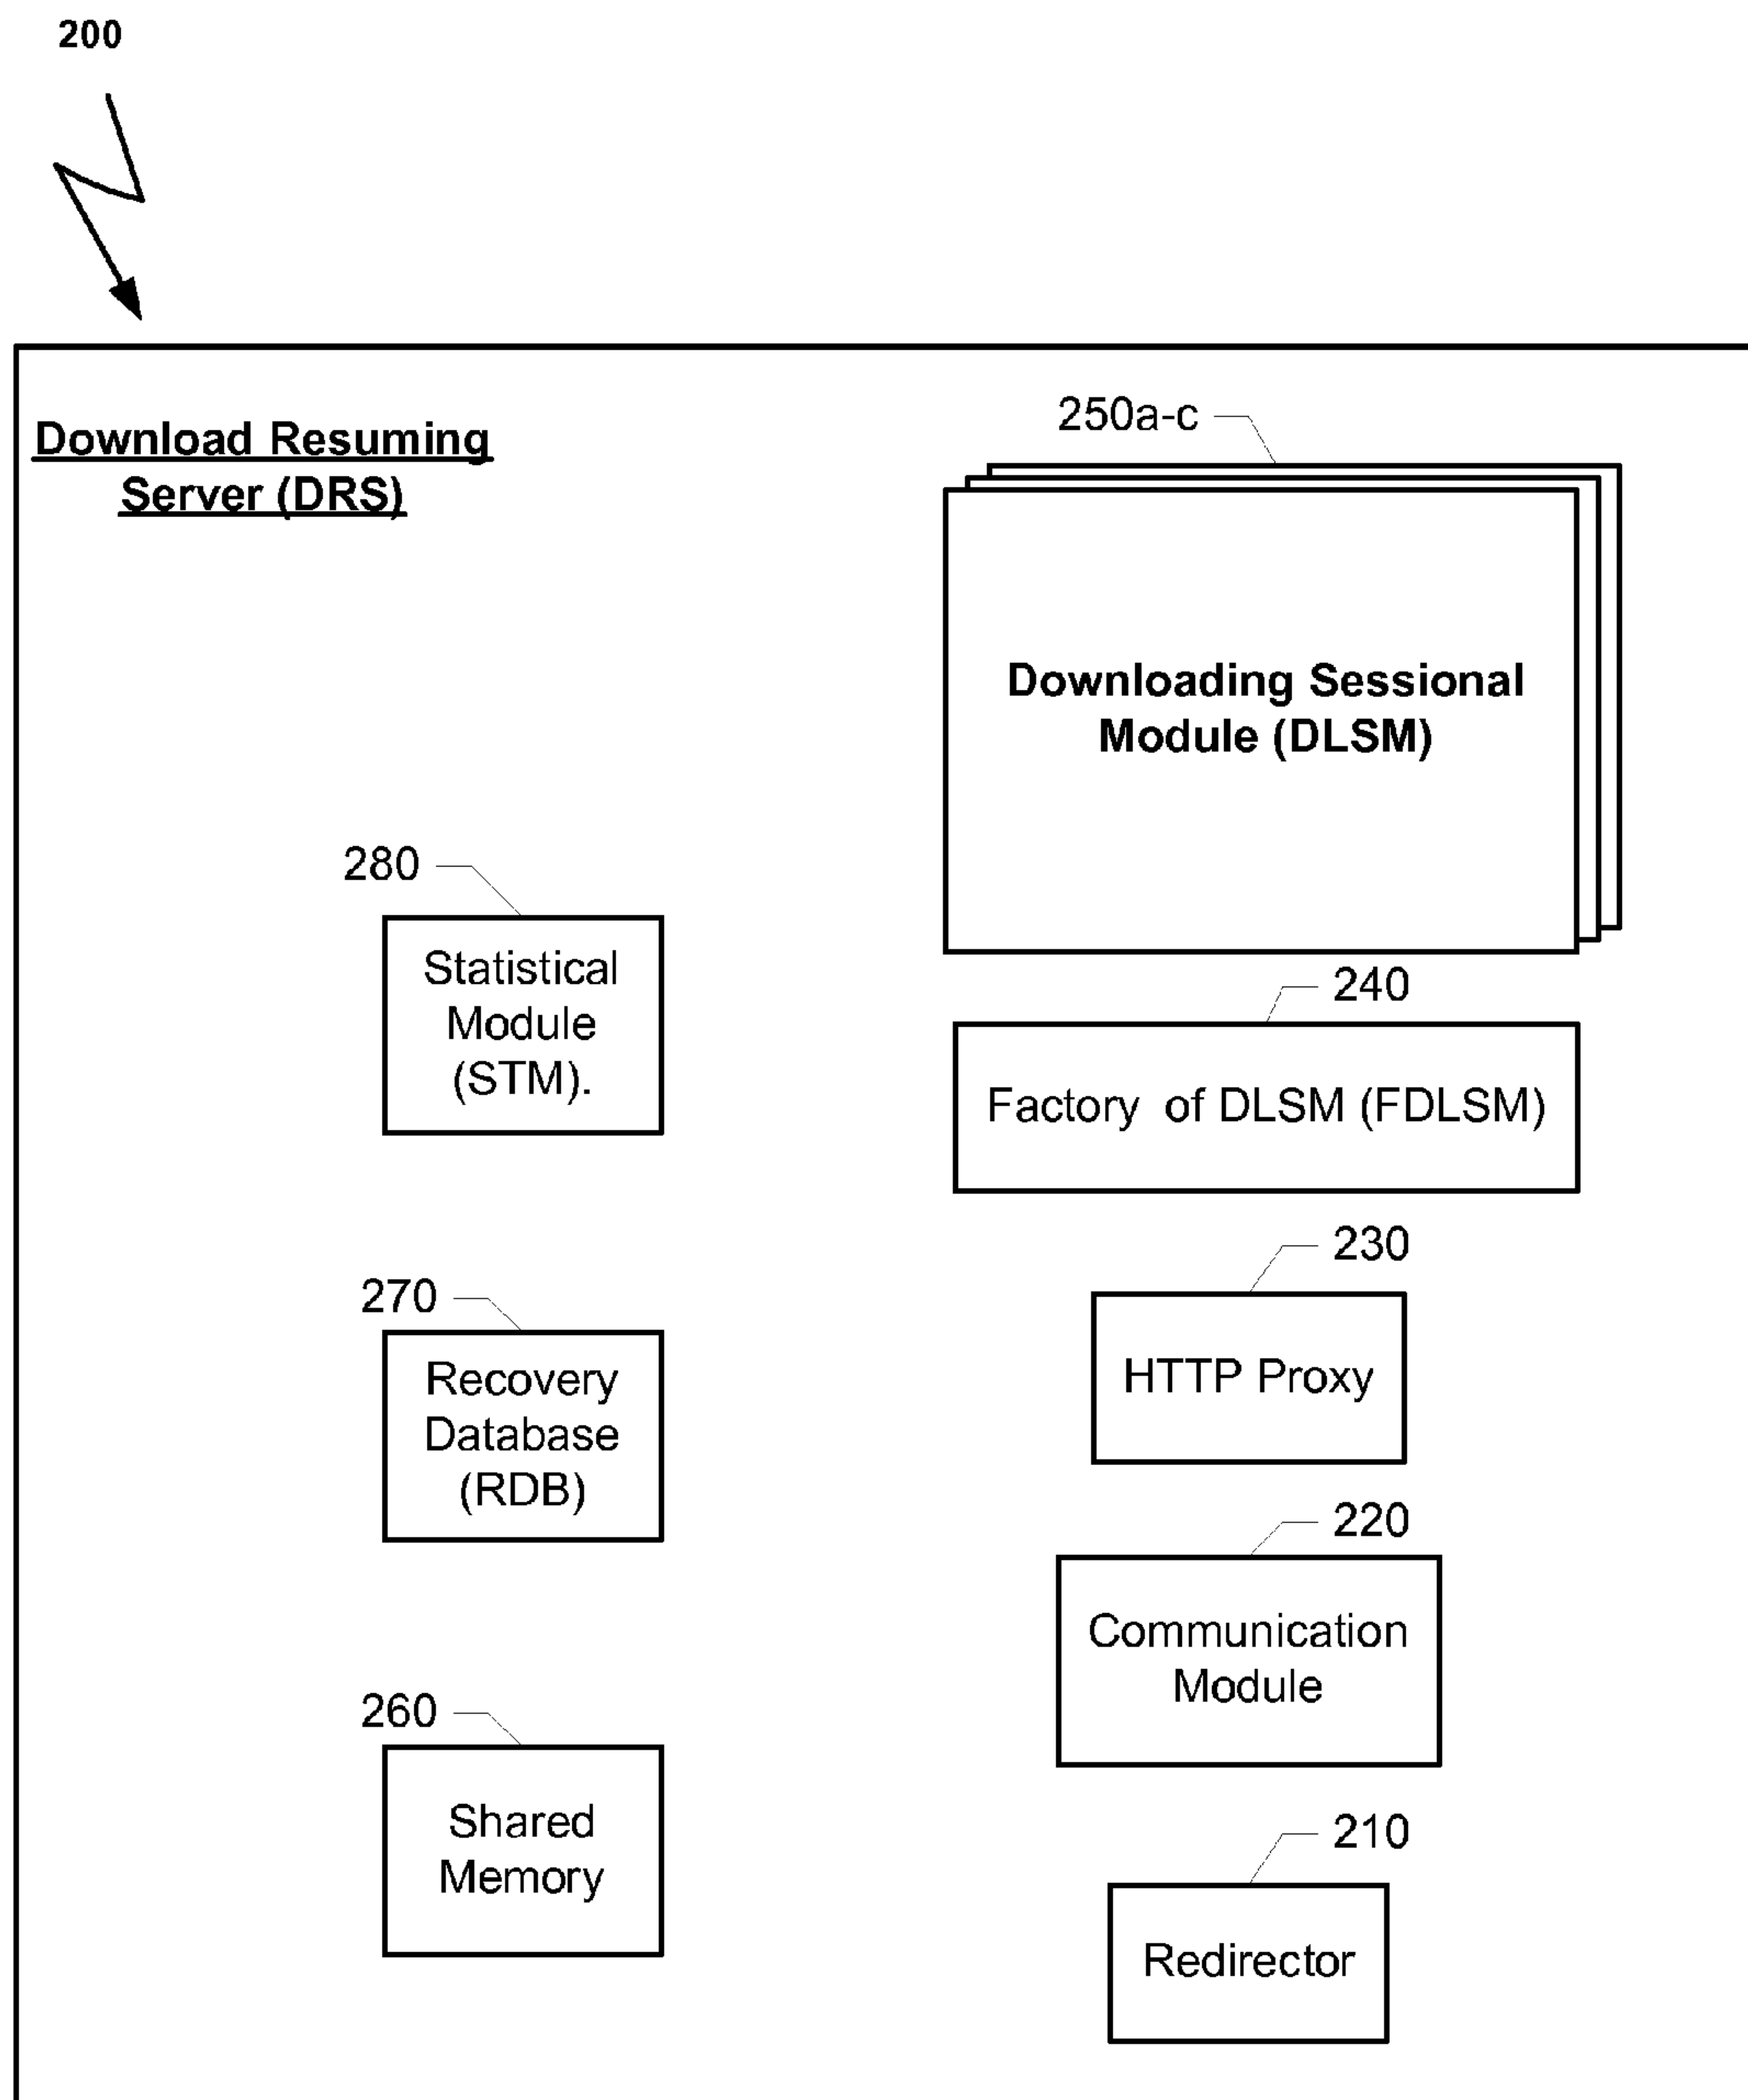 200
Download Resuming
Server (DRS)
250a-c
Downloading Sessional
Module (DLSM)
280
Statistical
Module
(STM).
240
Factory of DLSM (FDLSM)
230
HTTP Proxy
270
Recovery
Database
(RDB)
220
Communication
Module
260
Shared
Memory
210
Redirector